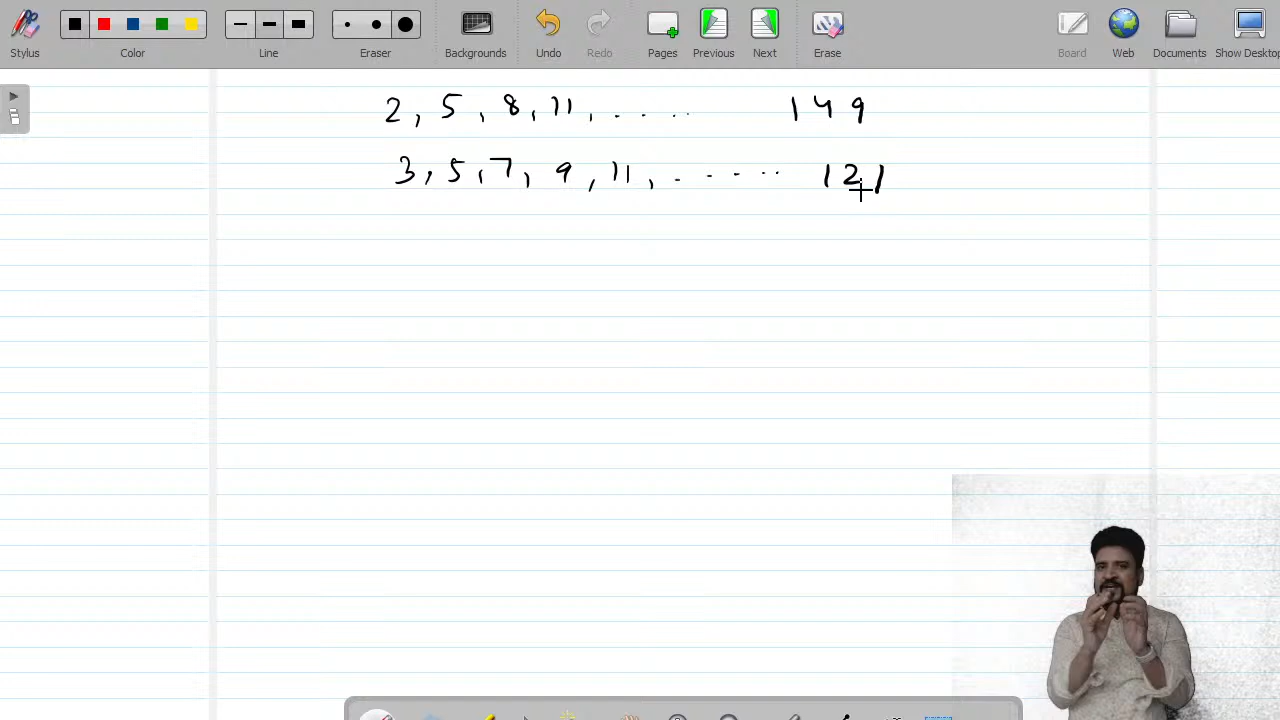 Stylus Color Line Eraser Backgrounds Undo Redo Pages Previous Next Erase Board Web Documents Show Desktop
2, 5, 8, 11, . . . . . 149
3, 5, 7, 9, 11, . . . . . 121